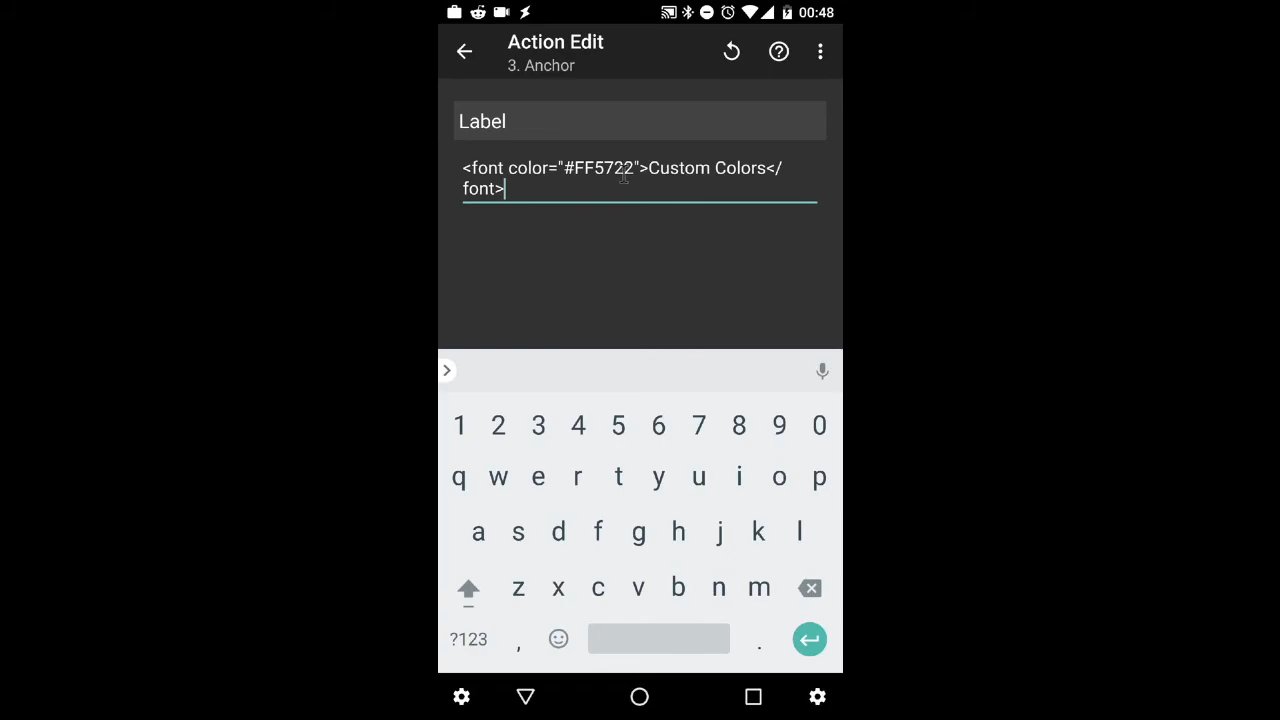 00:48
Action Edit
3. Anchor
Label
<font color="#FF5722">Custom Colors</
font>
1 2 3 4 5 6 7 8 9 0
q w e r t y u i o p
a s d f g h j k l
z x c v b n m
?123 , .